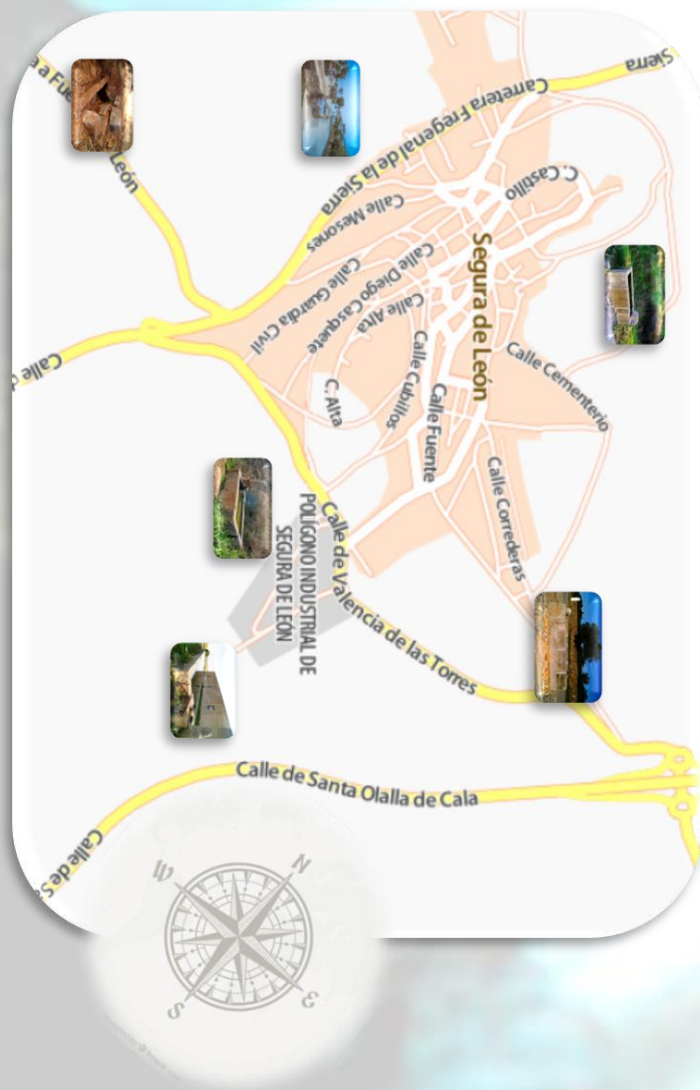 Sierra
Carretera Fregenal de la Sierra
León
C. Castillo
Calle Mesones
Segura de León
Calle Diego Casquete
Calle Guardia Civil
Calle Alta
C. Alta
Calle Cubillos
Calle Fuente
Calle Cementerio
Calle Correderas
Calle de Valencia de las Torres
POLÍGONO INDUSTRIAL DE
SEGURA DE LEÓN
Calle de Santa Olalla de Cala
Calle de S
Calle d
N
W
E
S